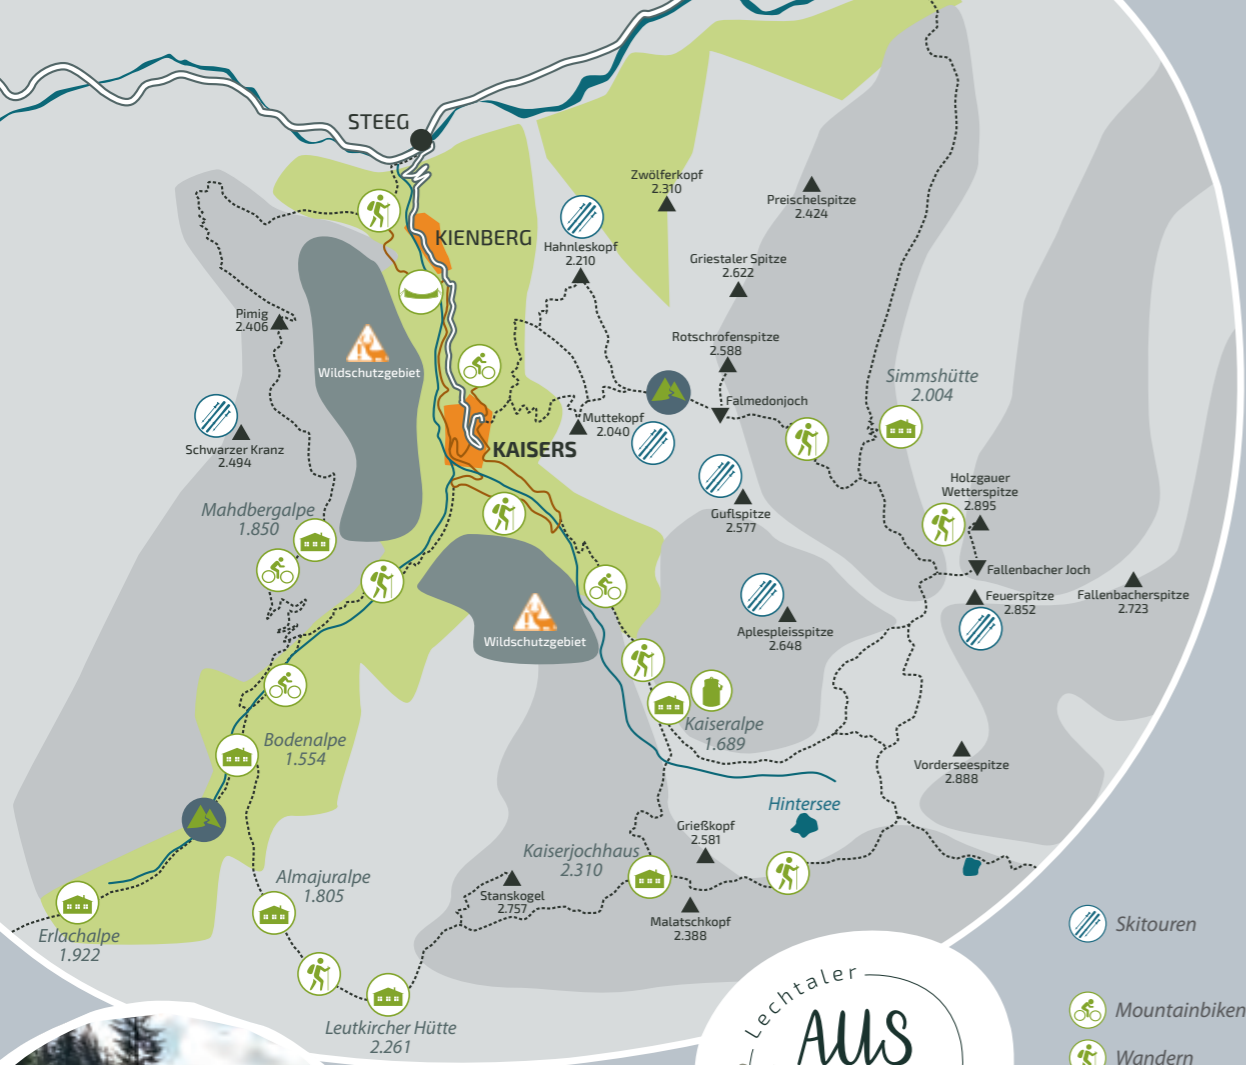 STEEG
Zwölferkopf
2.310
Preischelspitze
2.424
KIENBERG
Hahnleskopf
2.210
Griestaler Spitze
2.622
Pimig
2.406
Wildschutzgebiet
Rotschrofenspitze
2.588
Simmshütte
2.004
Falmedonjoch
Muttekopf
2.040
Schwarzer Kranz
2.494
KAISERS
Holzgauer
Wetterspitze
2.895
Guflspitze
2.577
Mahdbergalpe
1.850
Fallenbacher Joch
Feuerspitze
2.852
Fallenbacherspitze
2.723
Wildschutzgebiet
Aplespleisspitze
2.648
Kaiseralpe
1.689
Bodenalpe
1.554
Vorderseespitze
2.888
Hintersee
Grießkopf
2.581
Kaiserjochhaus
2.310
Almajuralpe
1.805
Stanskogel
2.757
Malatschkopf
2.388
Erlachalpe
1.922
Skitouren
Lechtaler
AUS
Leutkircher Hütte
2.261
Mountainbiken
Wandern